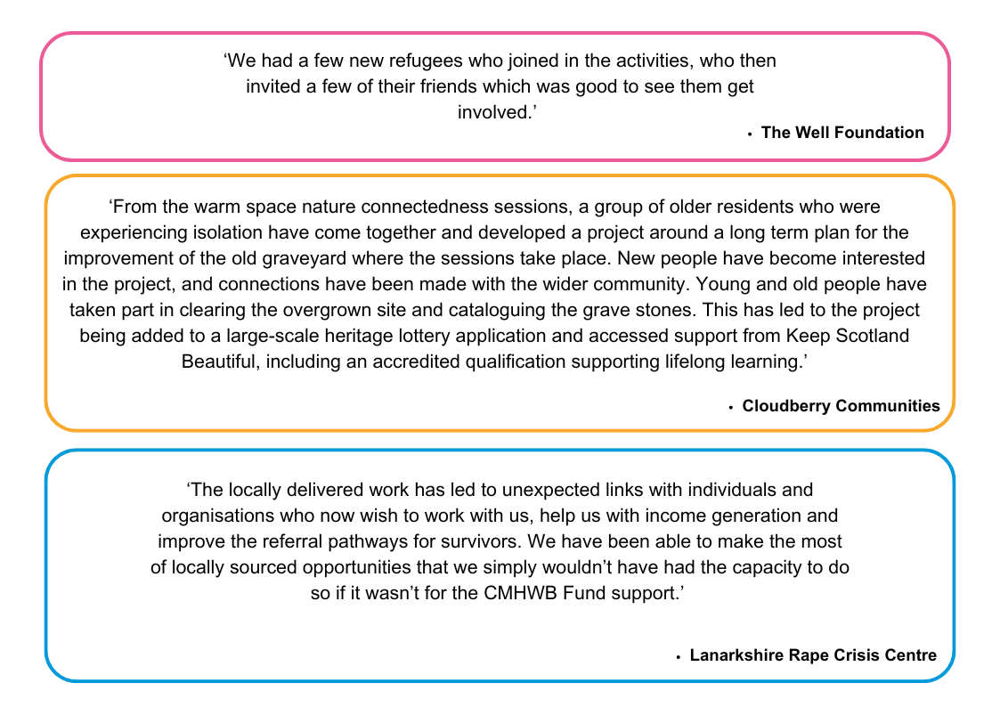 ‘We had a few new refugees who joined in the activities, who then
invited a few of their friends which was good to see them get
involved.’
• The Well Foundation
‘From the warm space nature connectedness sessions, a group of older residents who were
experiencing isolation have come together and developed a project around a long term plan for the
improvement of the old graveyard where the sessions take place. New people have become interested
in the project, and connections have been made with the wider community. Young and old people have
taken part in clearing the overgrown site and cataloguing the grave stones. This has led to the project
being added to a large-scale heritage lottery application and accessed support from Keep Scotland
Beautiful, including an accredited qualification supporting lifelong learning.’
• Cloudberry Communities
‘The locally delivered work has led to unexpected links with individuals and
organisations who now wish to work with us, help us with income generation and
improve the referral pathways for survivors. We have been able to make the most
of locally sourced opportunities that we simply wouldn’t have had the capacity to do
so if it wasn’t for the CMHWB Fund support.’
• Lanarkshire Rape Crisis Centre